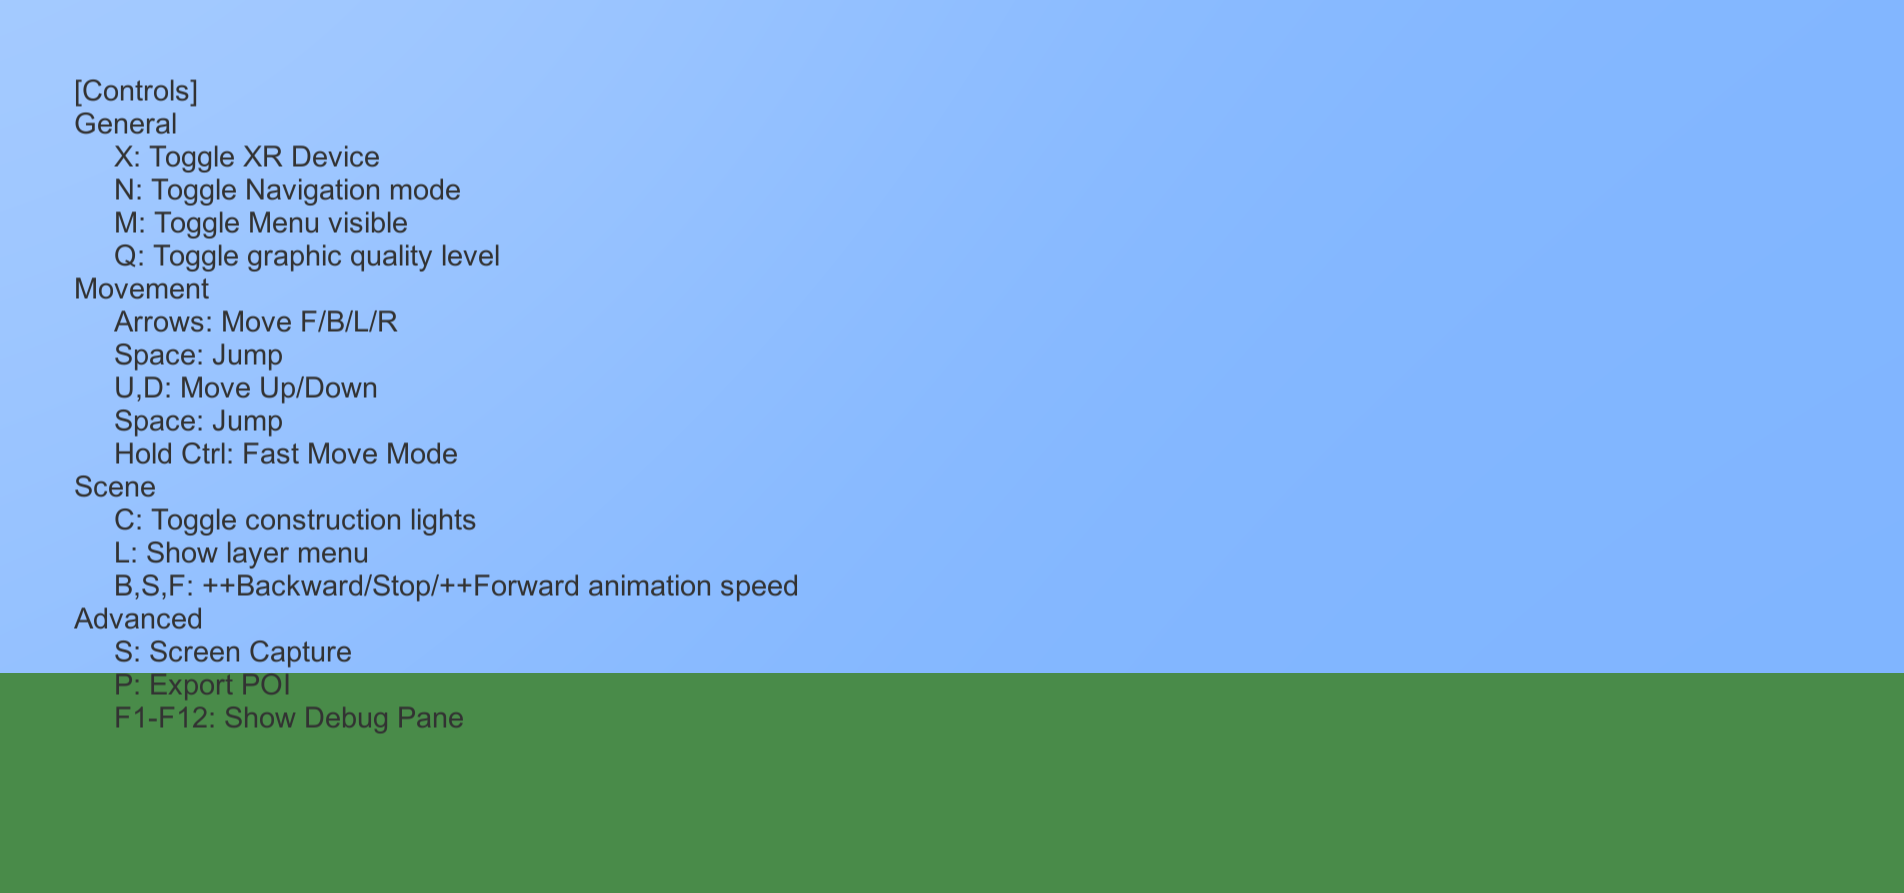 [Controls]
General
X: Toggle XR Device
N: Toggle Navigation mode
M: Toggle Menu visible
Q: Toggle graphic quality level
Movement
Arrows: Move F/B/L/R
Space: Jump
U,D: Move Up/Down
Space: Jump
Hold Ctrl: Fast Move Mode
Scene
C: Toggle construction lights
L: Show layer menu
B,S,F: ++Backward/Stop/++Forward animation speed
Advanced
S: Screen Capture
P: Export POI
F1-F12: Show Debug Pane